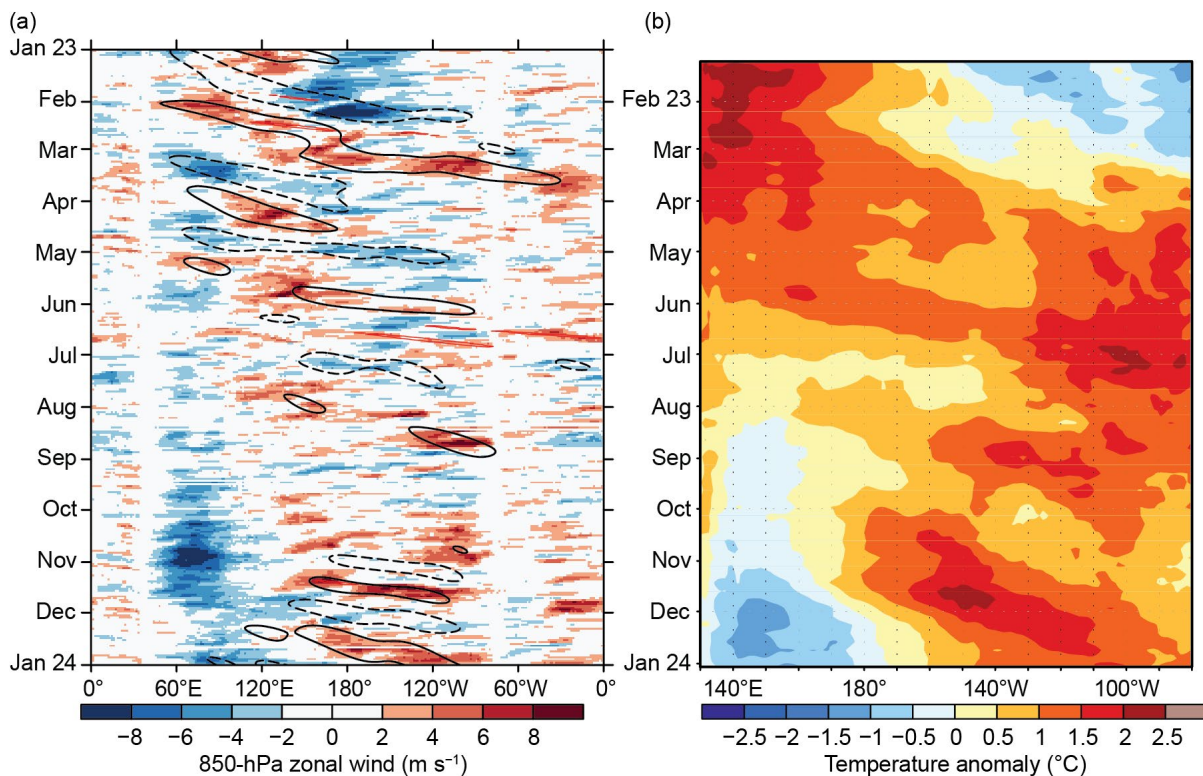 (a)
Jan 23
Feb
Mar
Apr
May
Jun
Jul
Aug
Sep
Oct
Nov
Dec
Jan 24
0 60°E 120°E 180° 120°W 60°W 0
−8 −6 −4 −2 0 2 4 6 8
850-hPa zonal wind (m s⁻¹)
(b)
Feb 23
Mar
Apr
May
Jun
Jul
Aug
Sep
Oct
Nov
Dec
Jan 24
140°E 180° 140°W 100°W
−2.5 −2 −1.5 −1 −0.5 0 0.5 1 1.5 2 2.5
Temperature anomaly (°C)